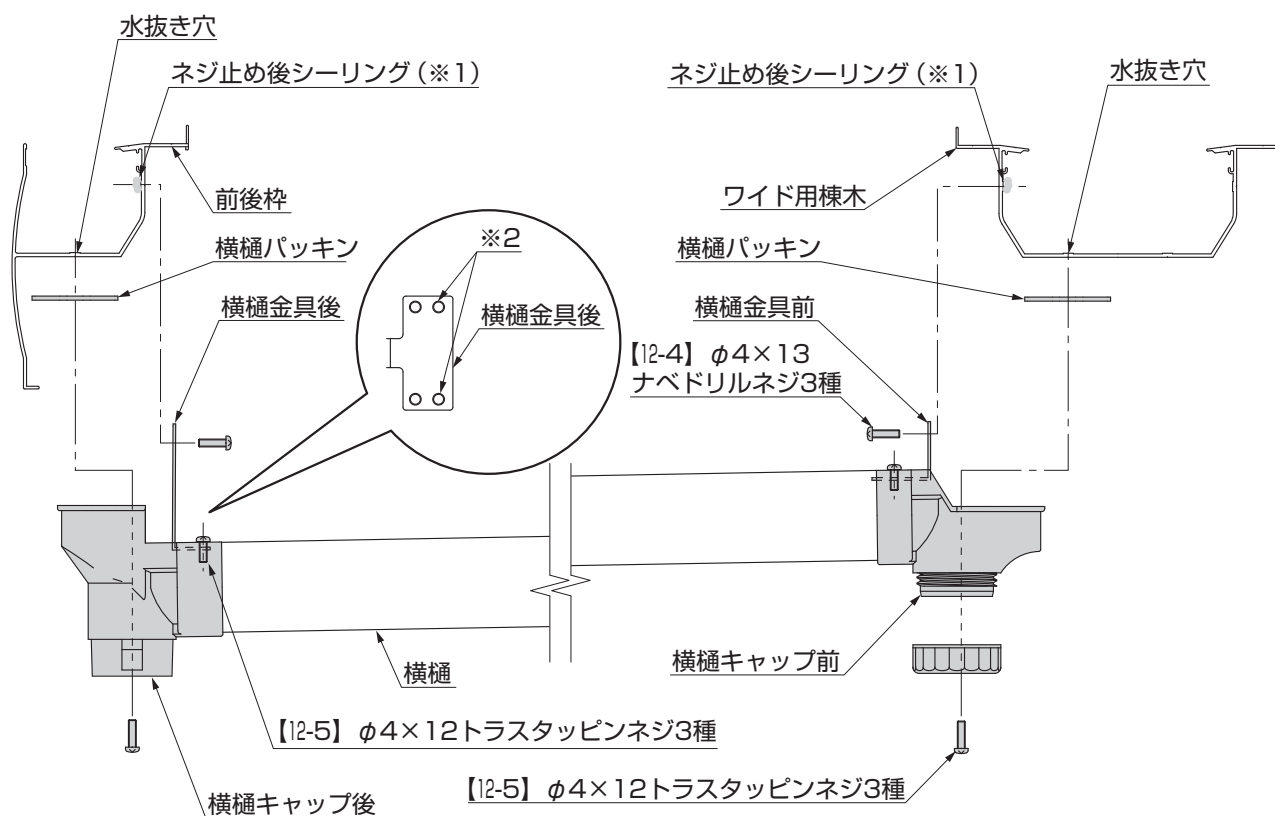 水抜き穴
ネジ止め後シーリング（※1）
前後枠
横樋パッキン
横樋金具後
※2
横樋金具後
ネジ止め後シーリング（※1）
水抜き穴
ワイド用棟木
横樋パッキン
横樋金具前
【12-4】φ4×13
ナベドリルネジ3種
横樋
横樋キャップ前
【12-5】φ4×12トラスタッピンネジ3種
【12-5】φ4×12トラスタッピンネジ3種
横樋キャップ後